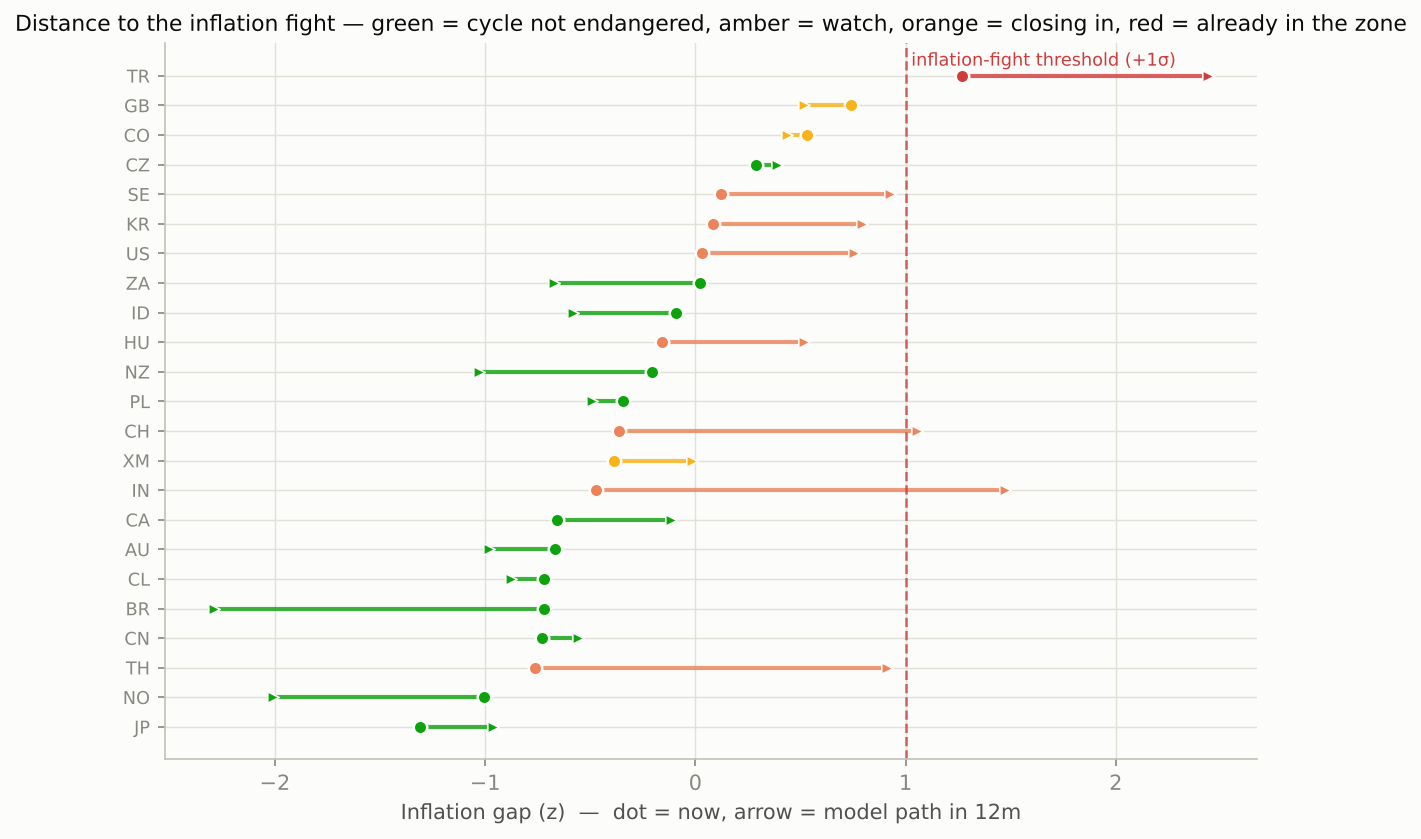 Distance to the inflation fight — green = cycle not endangered, amber = watch, orange = closing in, red = already in the zone
inflation-fight threshold (+1σ)
TR
GB
CO
CZ
SE
KR
US
ZA
ID
HU
NZ
PL
CH
XM
IN
CA
AU
CL
BR
CN
TH
NO
JP
−2 −1 0 1 2
Inflation gap (z) — dot = now, arrow = model path in 12m